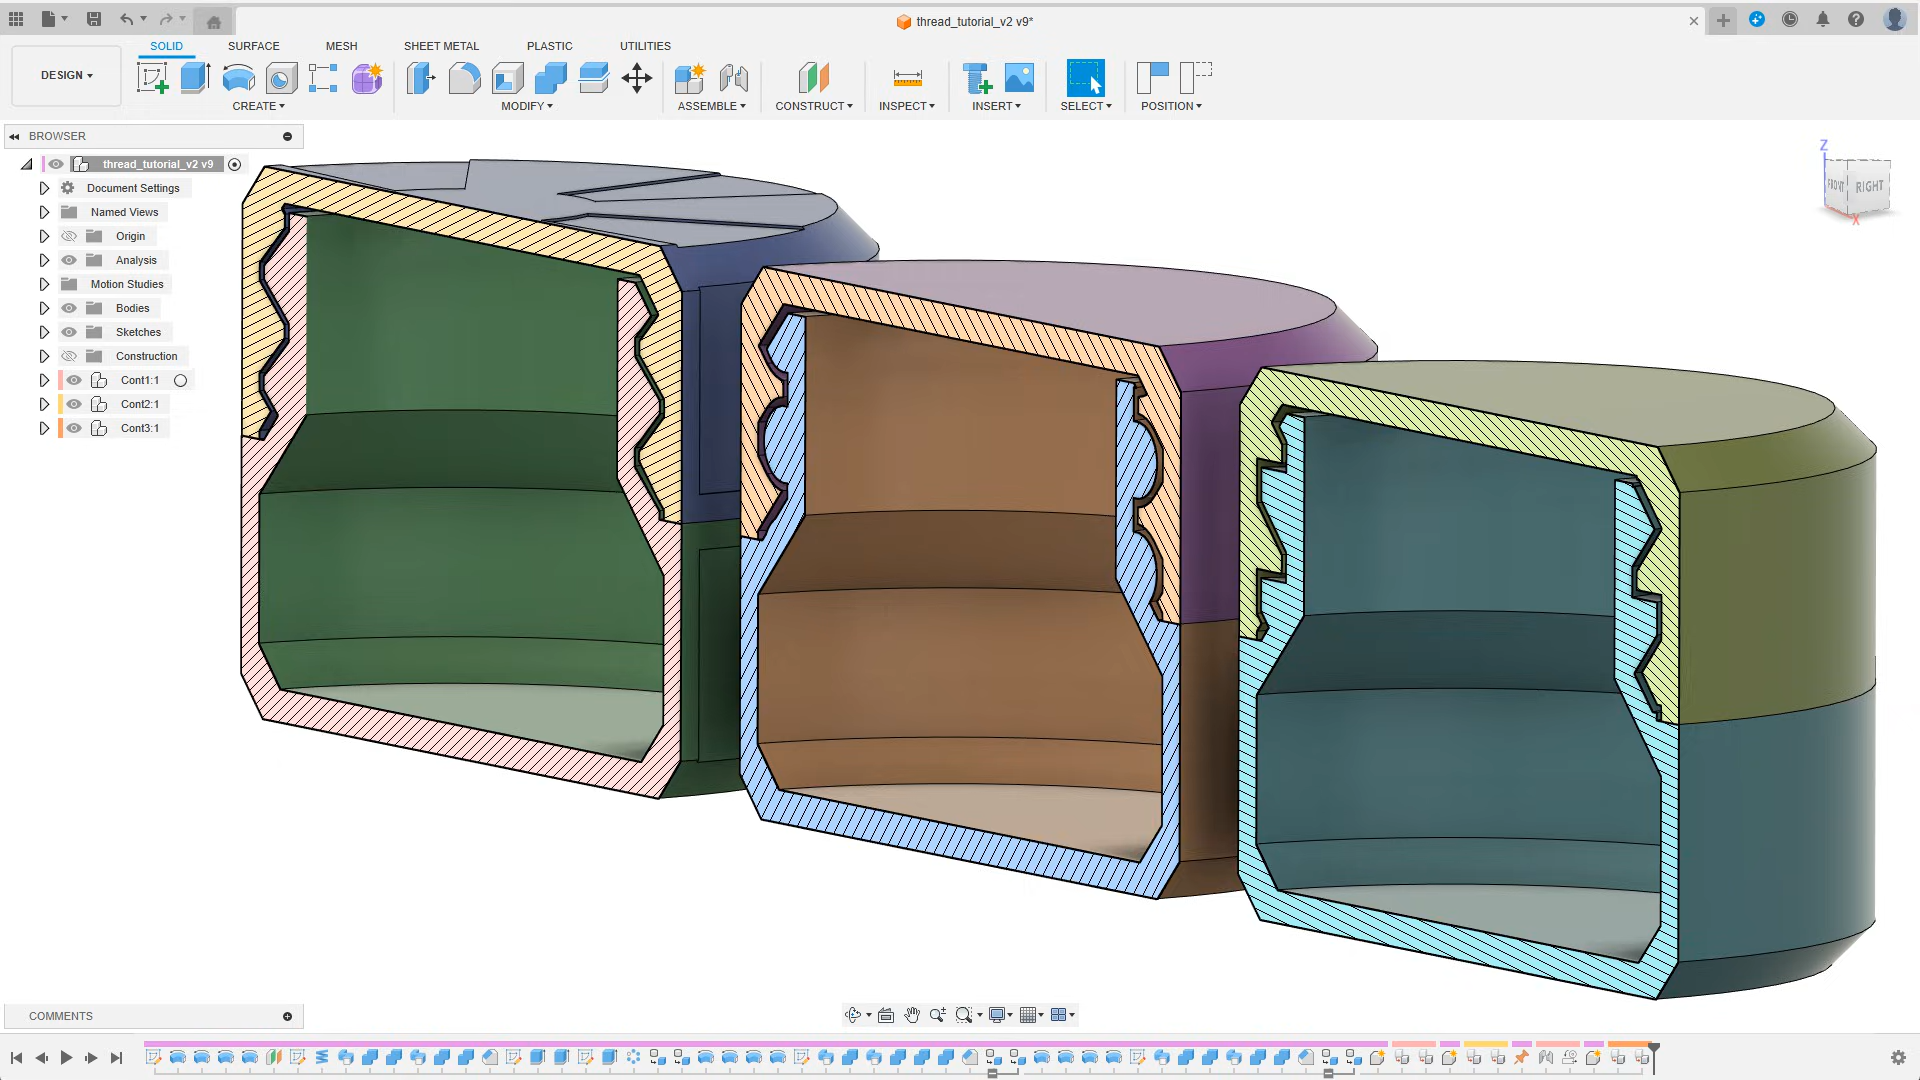 thread_tutorial_v2 v9*
SOLID SURFACE MESH SHEET METAL PLASTIC UTILITIES
DESIGN
CREATE MODIFY ASSEMBLE CONSTRUCT INSPECT INSERT SELECT POSITION
BROWSER
thread_tutorial_v2 v9
Document Settings
Named Views
Origin
Analysis
Motion Studies
Bodies
Sketches
Construction
Cont1:1
Cont2:1
Cont3:1
Z
FRONT RIGHT
X
COMMENTS